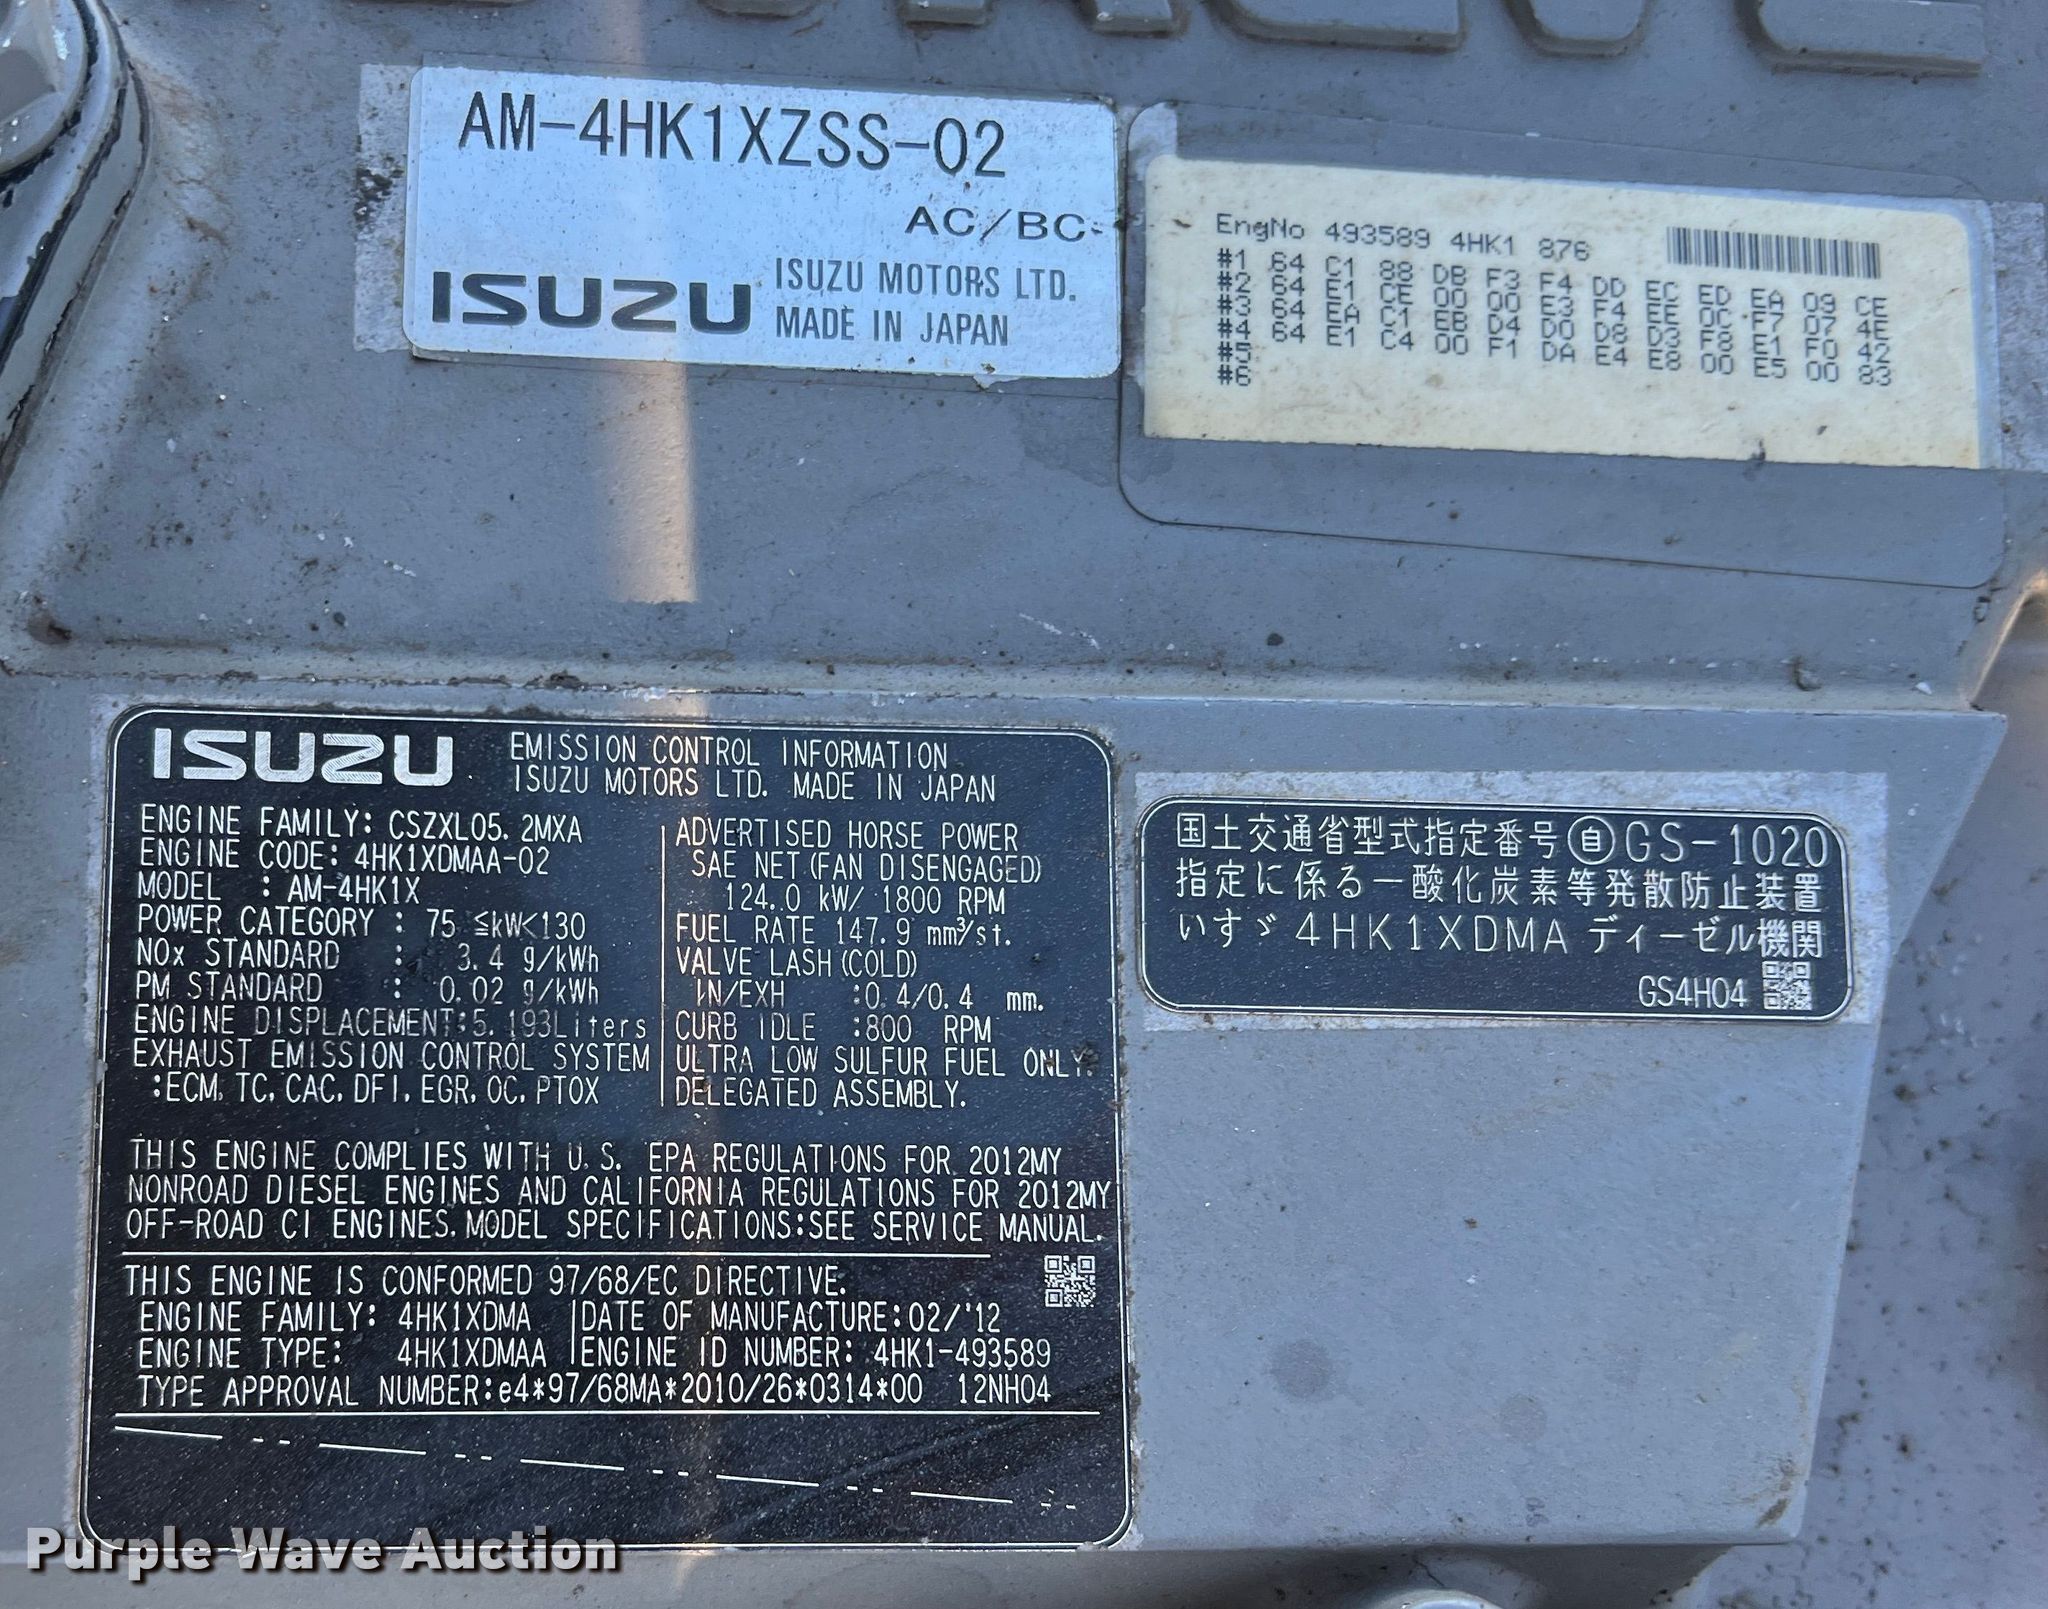 AM-4HK1XZSS-02
AC/BC
ISUZU ISUZU MOTORS LTD.
MADE IN JAPAN
EngNo 493589 4HK1 876
#1 64 C1 88 DB F3 F4 DD EC ED EA 09 CE
#2 64 E1 CE 00 00 E3 F4 EE 0C F7 07 4E
#3 64 EA C1 EB D4 D0 D8 D3 F8 E1 F0 42
#4 64 E1 C4 00 F1 DA E4 E8 00 E5 00 83
#5
#6
ISUZU EMISSION CONTROL INFORMATION
ISUZU MOTORS LTD. MADE IN JAPAN
ENGINE FAMILY: CSZXL05.2MXA
ENGINE CODE: 4HK1XDMAA-02
MODEL : AM-4HK1X
POWER CATEGORY : 75 ≦kW<130
NOx STANDARD : 3.4 g/kWh
PM STANDARD : 0.02 g/kWh
ENGINE DISPLACEMENT:5.193Liters
EXHAUST EMISSION CONTROL SYSTEM
:ECM, TC, CAC, DFI, EGR, OC, PTOX
ADVERTISED HORSE POWER
SAE NET (FAN DISENGAGED)
124.0 kW/ 1800 RPM
FUEL RATE 147.9 mm³/st.
VALVE LASH (COLD)
IN/EXH :0.4/0.4 mm.
CURB IDLE :800 RPM
ULTRA LOW SULFUR FUEL ONLY.
DELEGATED ASSEMBLY.
THIS ENGINE COMPLIES WITH U.S. EPA REGULATIONS FOR 2012MY
NONROAD DIESEL ENGINES AND CALIFORNIA REGULATIONS FOR 2012MY
OFF-ROAD CI ENGINES. MODEL SPECIFICATIONS:SEE SERVICE MANUAL.
THIS ENGINE IS CONFORMED 97/68/EC DIRECTIVE.
ENGINE FAMILY: 4HK1XDMA DATE OF MANUFACTURE:02/'12
ENGINE TYPE: 4HK1XDMAA ENGINE ID NUMBER: 4HK1-493589
TYPE APPROVAL NUMBER:e4*97/68MA*2010/26*0314*00 12NH04
国土交通省型式指定番号自GS-1020
指定に係る一酸化炭素等発散防止装置
いすゞ 4HK1XDMA ディーゼル機関
GS4H04
Purple Wave Auction